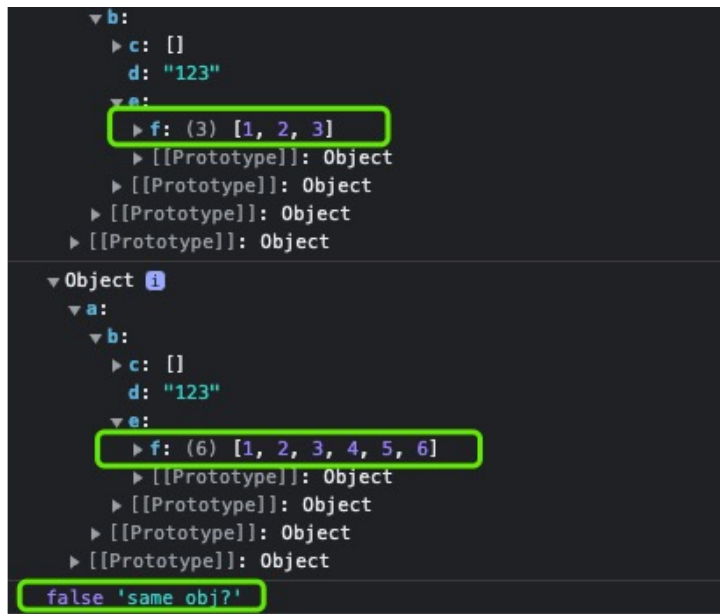 ▼b:
▶c: []
d: "123"
▼e:
▶f: (3) [1, 2, 3]
▶[[Prototype]]: Object
▶[[Prototype]]: Object
▶[[Prototype]]: Object
▶[[Prototype]]: Object
▼Object i
▼a:
▼b:
▶c: []
d: "123"
▼e:
▶f: (6) [1, 2, 3, 4, 5, 6]
▶[[Prototype]]: Object
▶[[Prototype]]: Object
▶[[Prototype]]: Object
▶[[Prototype]]: Object
false 'same obj?'